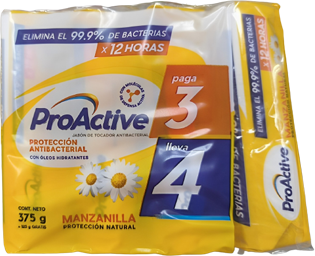 ELIMINA EL 99.9% DE BACTERIAS
x 12 HORAS
ProActive
JABÓN DE TOCADOR ANTIBACTERIAL
PROTECCIÓN
ANTIBACTERIAL
CON ÓLEOS HIDRATANTES
paga
3
lleva
4
CONT. NETO
375 g
MANZANILLA
PROTECCIÓN NATURAL
ELIMINA EL 99.9% DE BACTERIAS
x 12 HORAS
BACTERIAS
ProActive